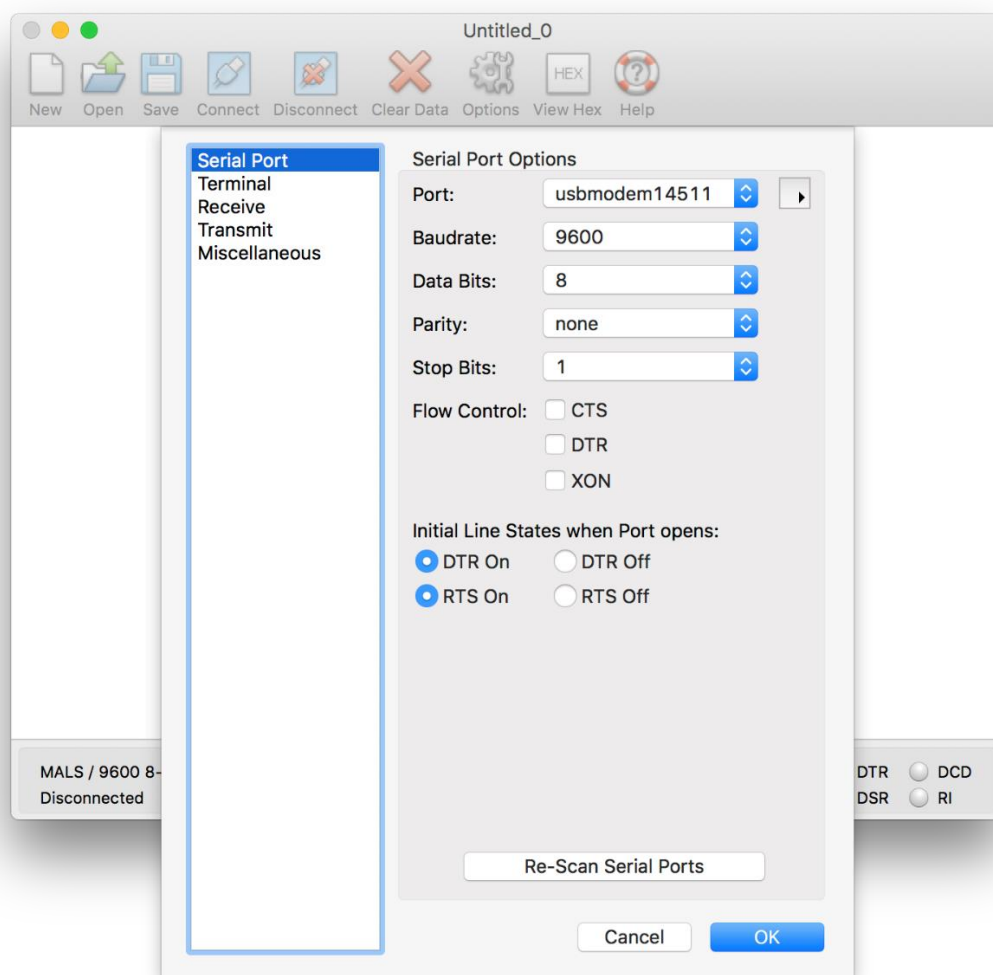 Untitled_0
New Open Save Connect Disconnect Clear Data Options HEX View Hex Help
Serial Port
Terminal
Receive
Transmit
Miscellaneous
Serial Port Options
Port: usbmodem14511
Baudrate: 9600
Data Bits: 8
Parity: none
Stop Bits: 1
Flow Control: CTS
DTR
XON
Initial Line States when Port opens:
DTR On DTR Off
RTS On RTS Off
Re-Scan Serial Ports
Cancel OK
MALS / 9600 8-
Disconnected
DTR DCD
DSR RI